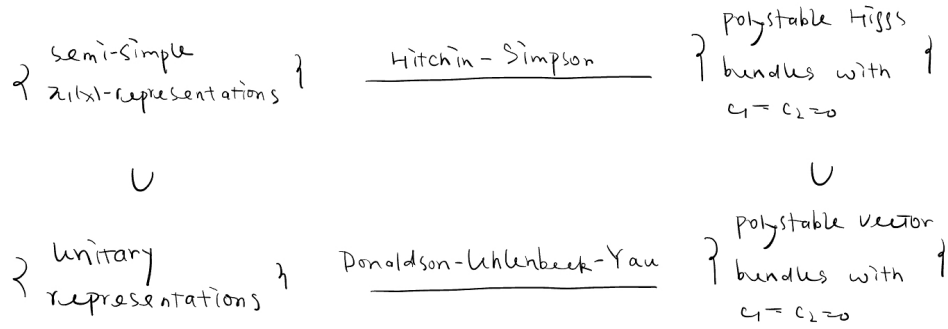 { semi-simple π₁(X)-representations } Hitchin - Simpson { polystable Higgs bundles with c₁ = c₂ = 0 }
∪ ∪
{ unitary representations } Donaldson-Uhlenbeck-Yau { polystable vector bundles with c₁ = c₂ = 0 }